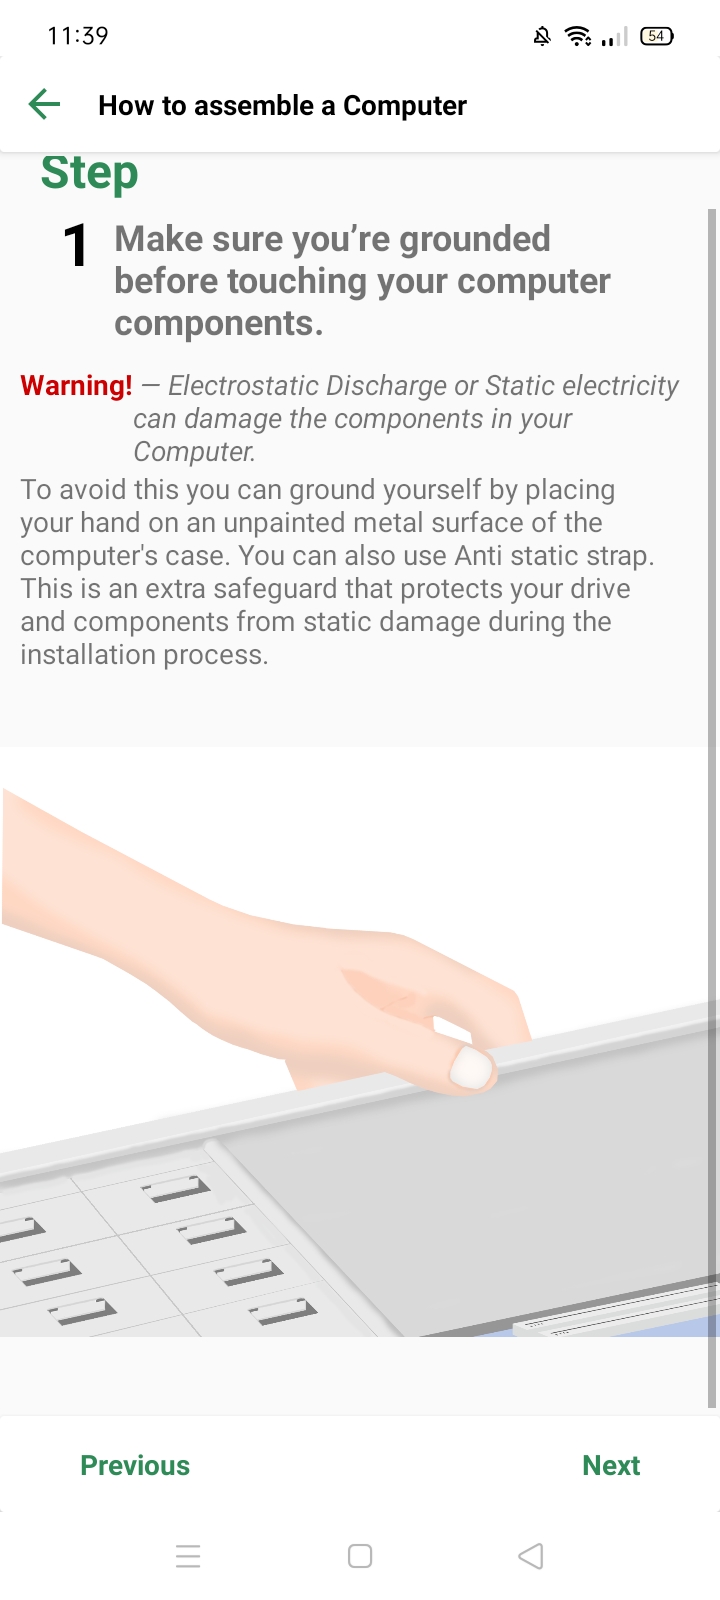 11:39
54
How to assemble a Computer
Step
1 Make sure you’re grounded
before touching your computer
components.
Warning! – Electrostatic Discharge or Static electricity
can damage the components in your
Computer.
To avoid this you can ground yourself by placing
your hand on an unpainted metal surface of the
computer's case. You can also use Anti static strap.
This is an extra safeguard that protects your drive
and components from static damage during the
installation process.
Previous
Next